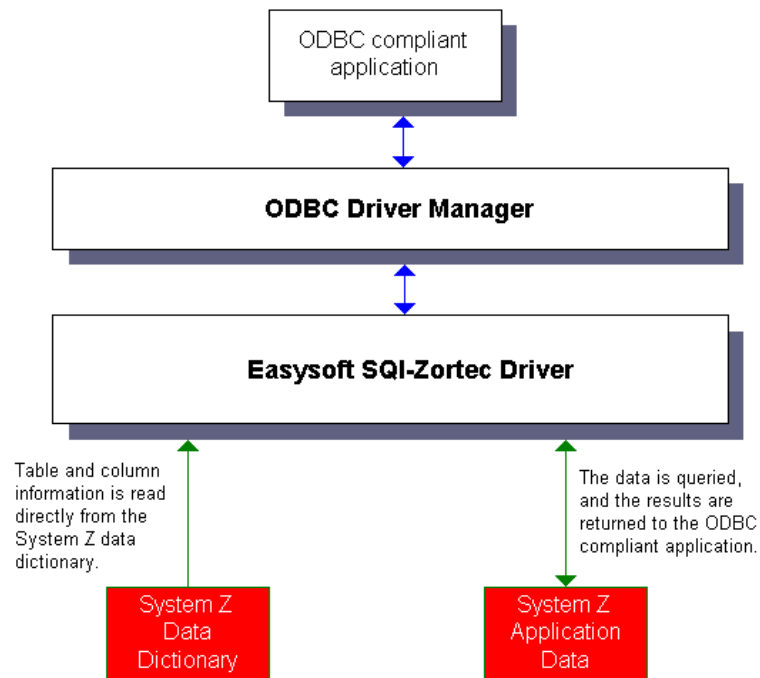 ODBC compliant
application
ODBC Driver Manager
Easysoft SQI-Zortec Driver
Table and column
information is read
directly from the
System Z data
dictionary.
The data is queried,
and the results are
returned to the ODBC
compliant application.
System Z
Data
Dictionary
System Z
Application
Data